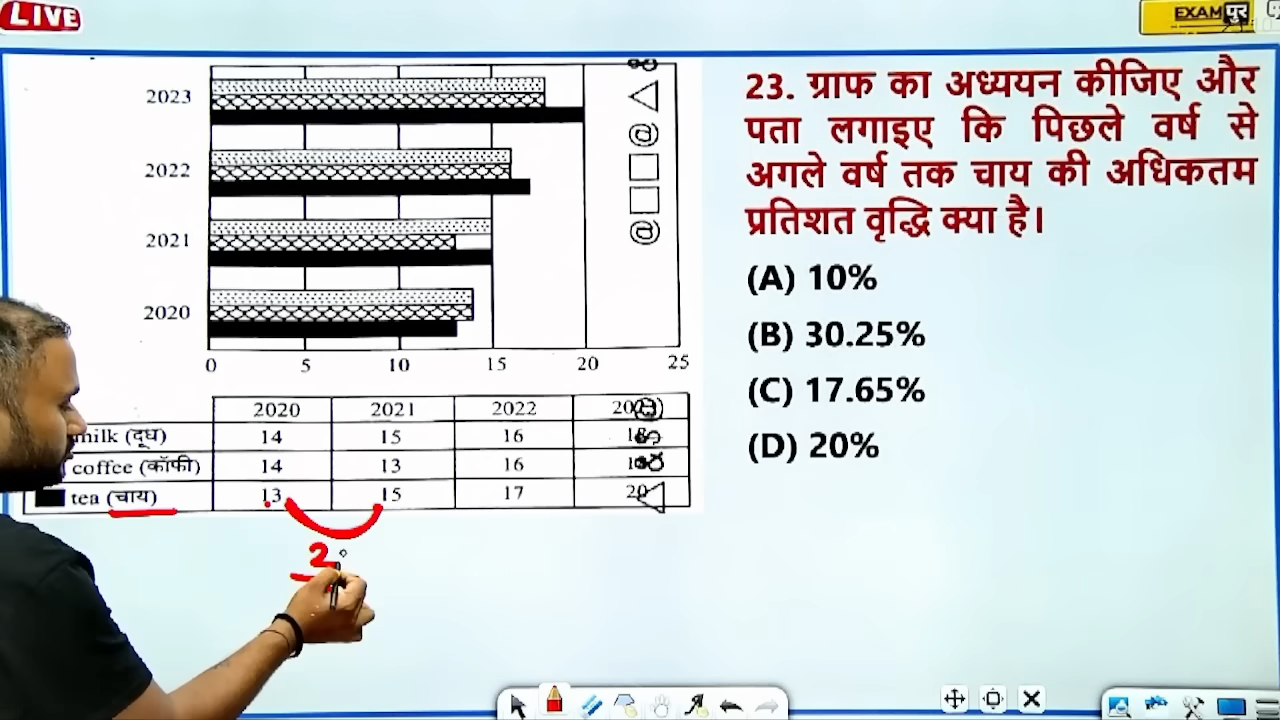 LIVE
EXAM पुर
2023
2022
2021
2020
0 5 10 15 20 25
23. ग्राफ का अध्ययन कीजिए और
पता लगाइए कि पिछले वर्ष से
अगले वर्ष तक चाय की अधिकतम
प्रतिशत वृद्धि क्या है।
(A) 10%
(B) 30.25%
(C) 17.65%
(D) 20%
2020 2021 2022
milk (दूध) 14 15 16
coffee (कॉफी) 14 13 16
tea (चाय) 13 15 17 20
2